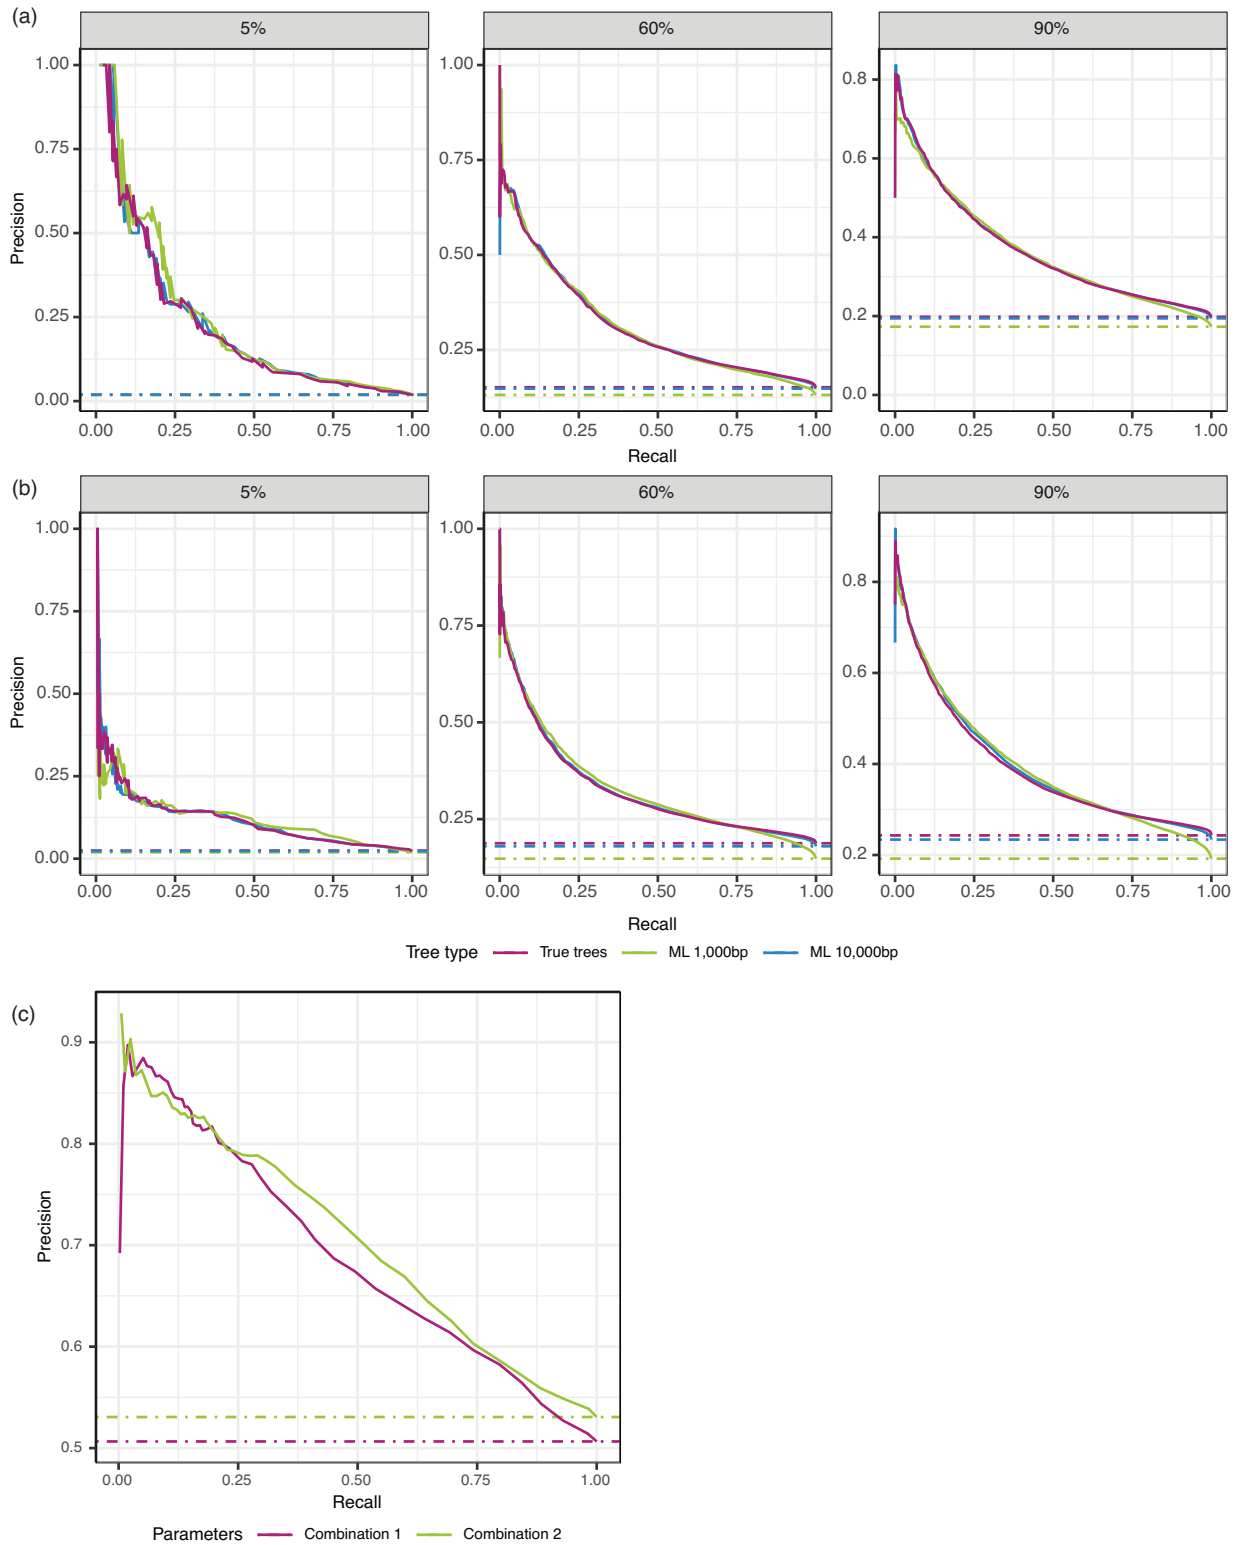 (a)
5% 60% 90%
1.00 1.00 0.8
0.75 0.75 0.6
Precision
0.50 0.50 0.4
0.25 0.25 0.2
0.00 0.0
0.00 0.25 0.50 0.75 1.00 0.00 0.25 0.50 0.75 1.00 0.00 0.25 0.50 0.75 1.00
Recall
(b)
5% 60% 90%
1.00 1.00 0.8
0.75 0.75 0.6
Precision
0.50 0.50 0.4
0.25 0.25 0.2
0.00
0.00 0.25 0.50 0.75 1.00 0.00 0.25 0.50 0.75 1.00 0.00 0.25 0.50 0.75 1.00
Recall
Tree type True trees ML 1,000bp ML 10,000bp
(c)
0.9
0.8
Precision
0.7
0.6
0.5
0.00 0.25 0.50 0.75 1.00
Recall
Parameters Combination 1 Combination 2